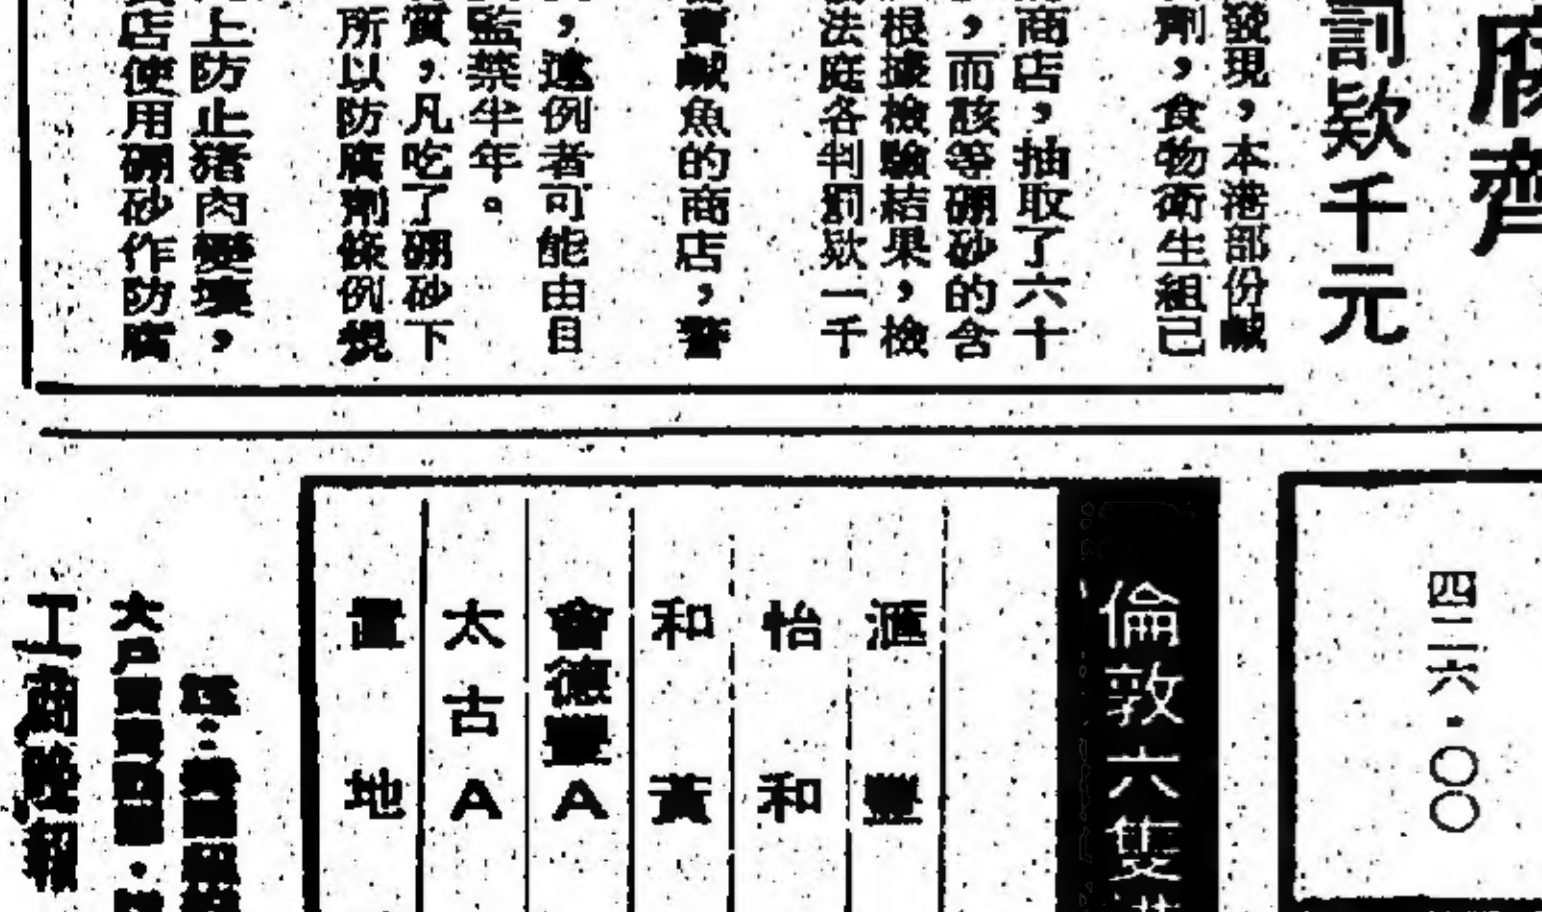 腐劑
罰欵千元
發現，本港部份鹹
劑，食物衛生組已
商店，抽取了六十
，而該等硼砂的含
根據檢驗結果，檢
法庭各判罰欵一千
賣鹹魚的商店，警
，違例者可能由目
監禁半年。
質，凡吃了硼砂下
所以防腐劑條例規
上防止豬肉變壞，
店使用硼砂作防腐
四二六．〇〇
倫敦六隻港
滙豐
怡和
和黃
會德豐A
太古A
置地
大戶買賣
工商晚報